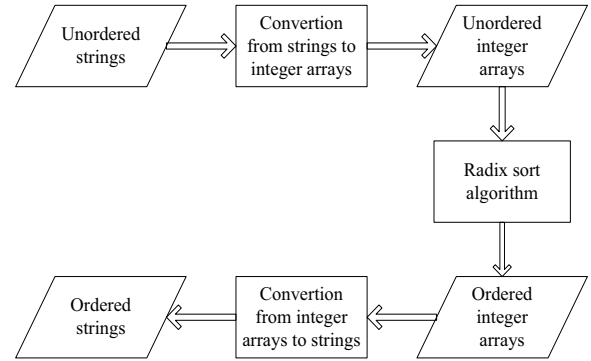 Unordered
strings
Convertion
from strings to
integer arrays
Unordered
integer
arrays
Radix sort
algorithm
Ordered
strings
Convertion
from integer
arrays to strings
Ordered
integer
arrays